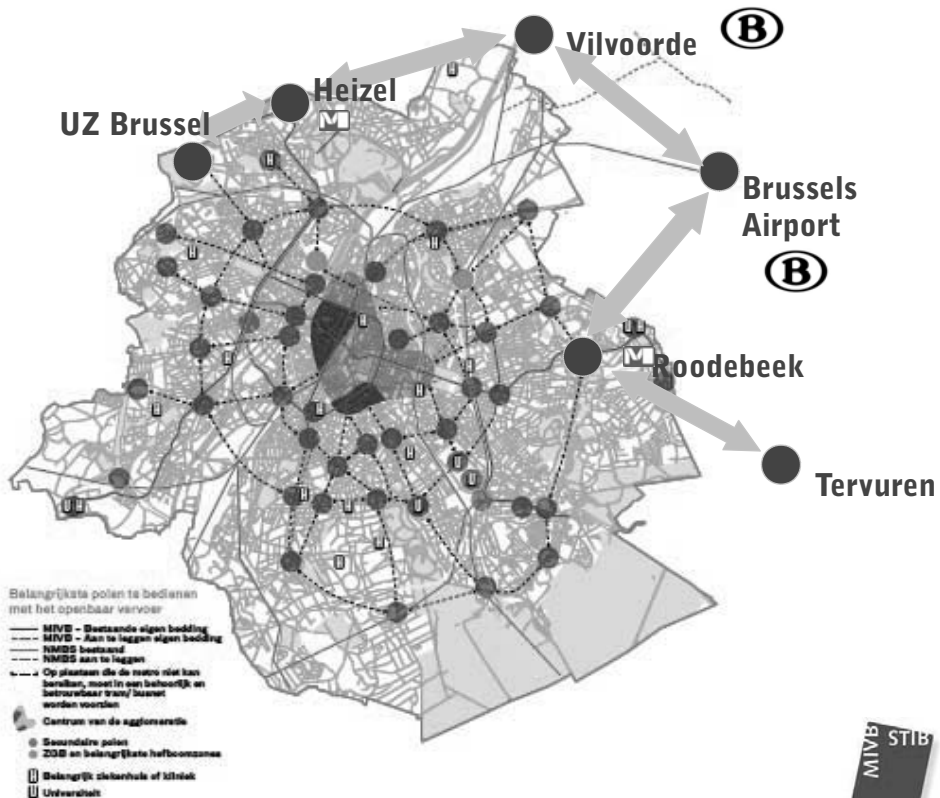 Vilvoorde
B
Heizel
M
UZ Brussel
Brussels
Airport
B
M
Roodebeek
Tervuren
Belangrijkste polen te bedienen
met het openbaar vervoer
MIVB - Bestaande eigen bedding
MIVB - Aan te leggen eigen bedding
NMBS bestaand
NMBS aan te leggen
Op plaatsen die de metro niet kan
bereiken, moet in een behoorlijk en
betrouwbaar tram/busnet
worden voorzien
Centrum van de agglomeratie
Secundaire polen
ZGB en belangrijkste hefboomzones
H Belangrijk ziekenhuis of kliniek
U Universiteit
MIVB STIB